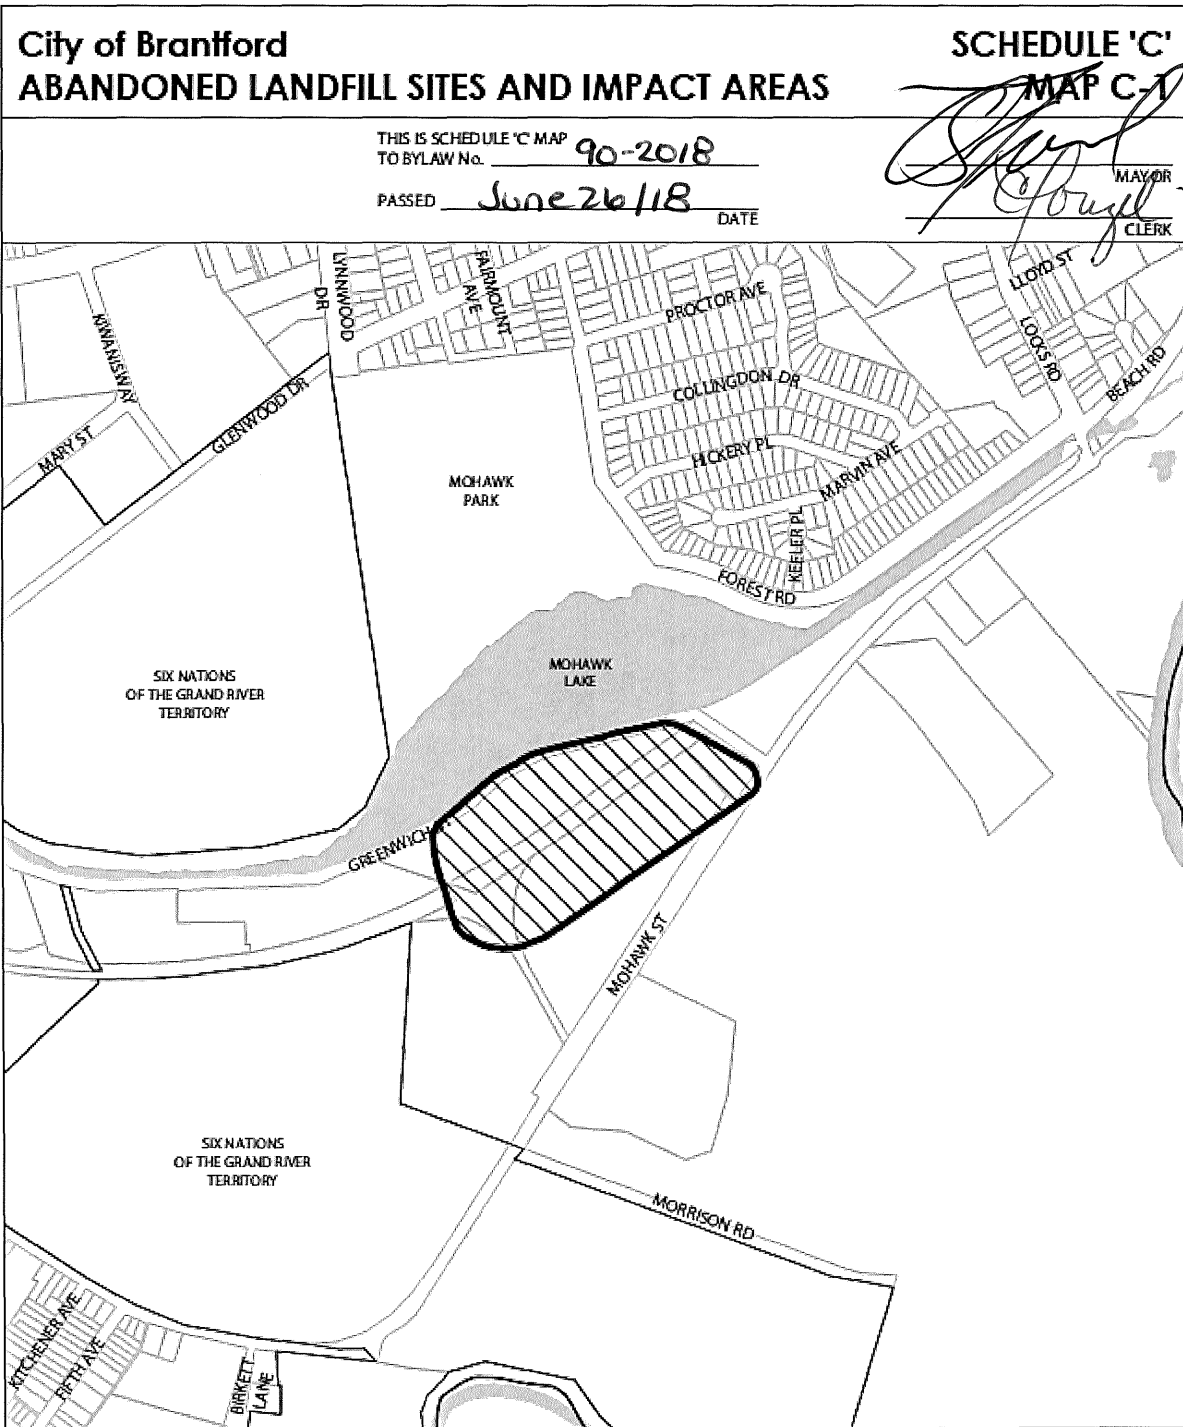 City of Brantford
ABANDONED LANDFILL SITES AND IMPACT AREAS
SCHEDULE 'C'
MAP C-1
THIS IS SCHEDULE 'C' MAP
TO BYLAW No. 90-2018
PASSED June 26/18
DATE
MAYOR
CLERK
LYNNWOOD
DR
FAIRMOUNT
AVE
PROCTOR AVE
LLOYD ST
KIWANIS WAY
LOCKS RD
BEACH RD
COLLINGDON DR
GLENWOOD DR
MARY ST
HICKERY PL
MARVIN AVE
MOHAWK
PARK
KEELER PL
FOREST RD
MOHAWK
LAKE
SIX NATIONS
OF THE GRAND RIVER
TERRITORY
GREENWICH
MOHAWK ST
SIX NATIONS
OF THE GRAND RIVER
TERRITORY
MORRISON RD
KITCHENER AVE
FIFTH AVE
BIRKETT
LANE